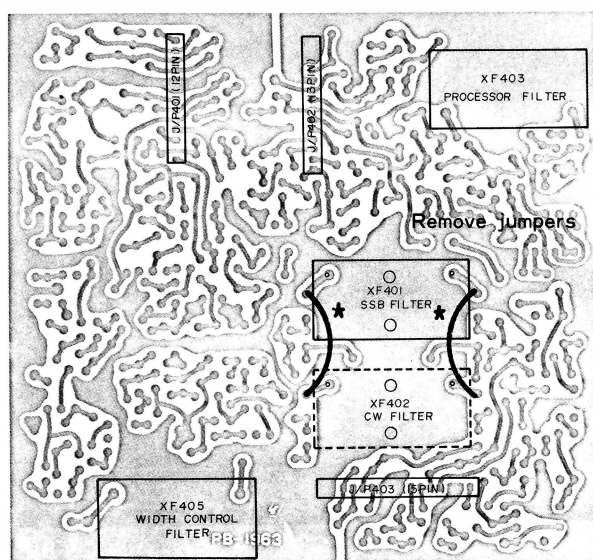 J/P401 (12PIN)
J/P402 (13PIN)
XF403
PROCESSOR FILTER
Remove jumpers
XF401
SSB FILTER
XF402
CW FILTER
J/P403 (15PIN)
XF405
WIDTH CONTROL
FILTER
PB-1963